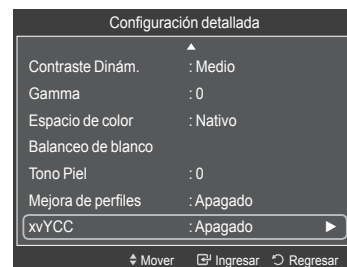 Configuración detallada
Contraste Dinám. : Medio
Gamma : 0
Espacio de color : Nativo
Balanceo de blanco
Tono Piel : 0
Mejora de perfiles : Apagado
xvYCC : Apagado
Mover Ingresar Regresar